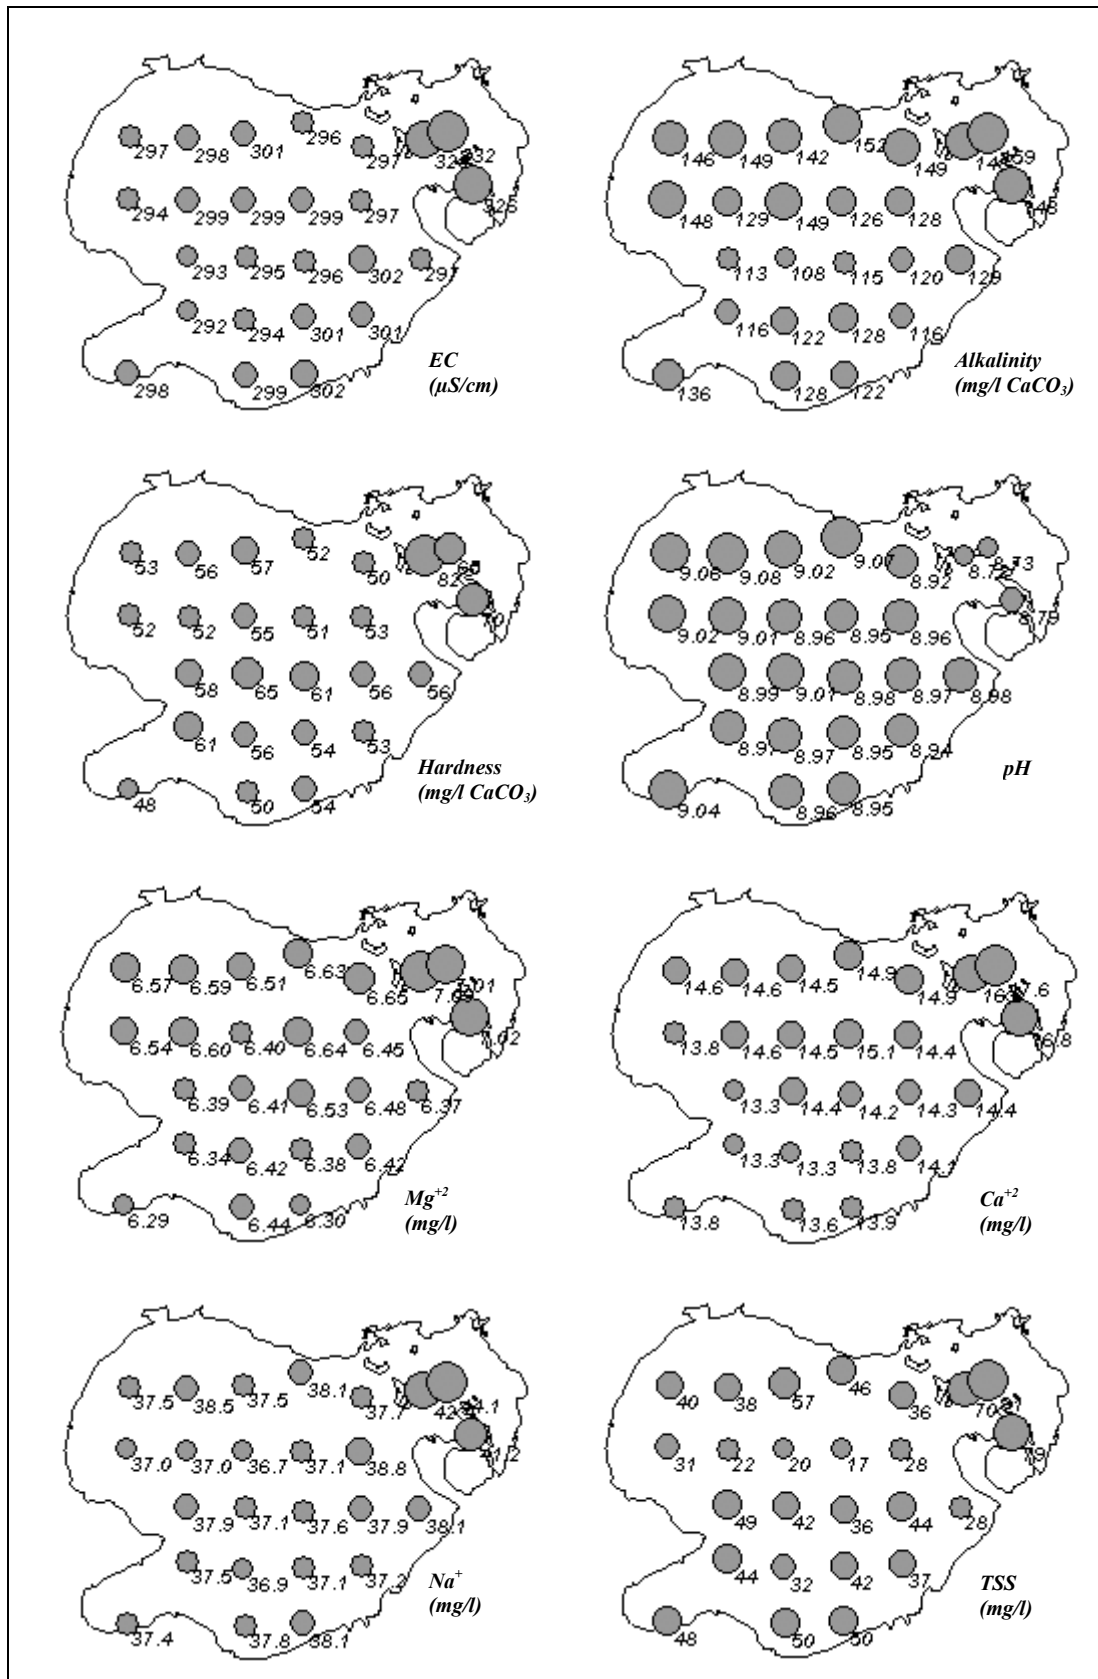 296
297 298 301 297
294 299 299 299 297
293 295 296 302 297
292 294 301 301
298 299 302
EC
(µS/cm)
152
146 149 142 149
148 129 149 126 128
113 108 115 120 129
116 122 128 116
136 128 122
Alkalinity
(mg/l CaCO₃)
52
53 56 57 50
52 52 55 51 53
58 65 61 56 56
61 56 54 53
48 50 54
Hardness
(mg/l CaCO₃)
9.07
9.06 9.08 9.02 8.92 8.73
8.79
9.02 9.01 8.96 8.95 8.96
8.99 9.01 8.98 8.97 8.98
8.97 8.97 8.95 8.94
9.04 8.96 8.95
pH
6.63
6.57 6.59 6.51 6.65
6.54 6.60 6.40 6.64 6.45
6.39 6.41 6.53 6.48 6.37
6.34 6.42 6.38 6.42
6.29 6.44 6.30
Mg⁺²
(mg/l)
14.9
14.6 14.6 14.5 14.9
13.8 14.6 14.5 15.1 14.4
13.3 14.4 14.2 14.3 14.4
13.3 13.3 13.8 14.1
13.8 13.6 13.9
Ca⁺²
(mg/l)
38.1
37.5 38.5 37.5 37.7
37.0 37.0 36.7 37.1 38.8
37.9 37.1 37.6 37.9 38.1
37.5 36.9 37.1 37.2
37.4 37.8 38.1
Na⁺
(mg/l)
46
40 38 57 36
31 22 20 17 28
49 42 36 44 28
44 32 42 37
48 50 50
TSS
(mg/l)